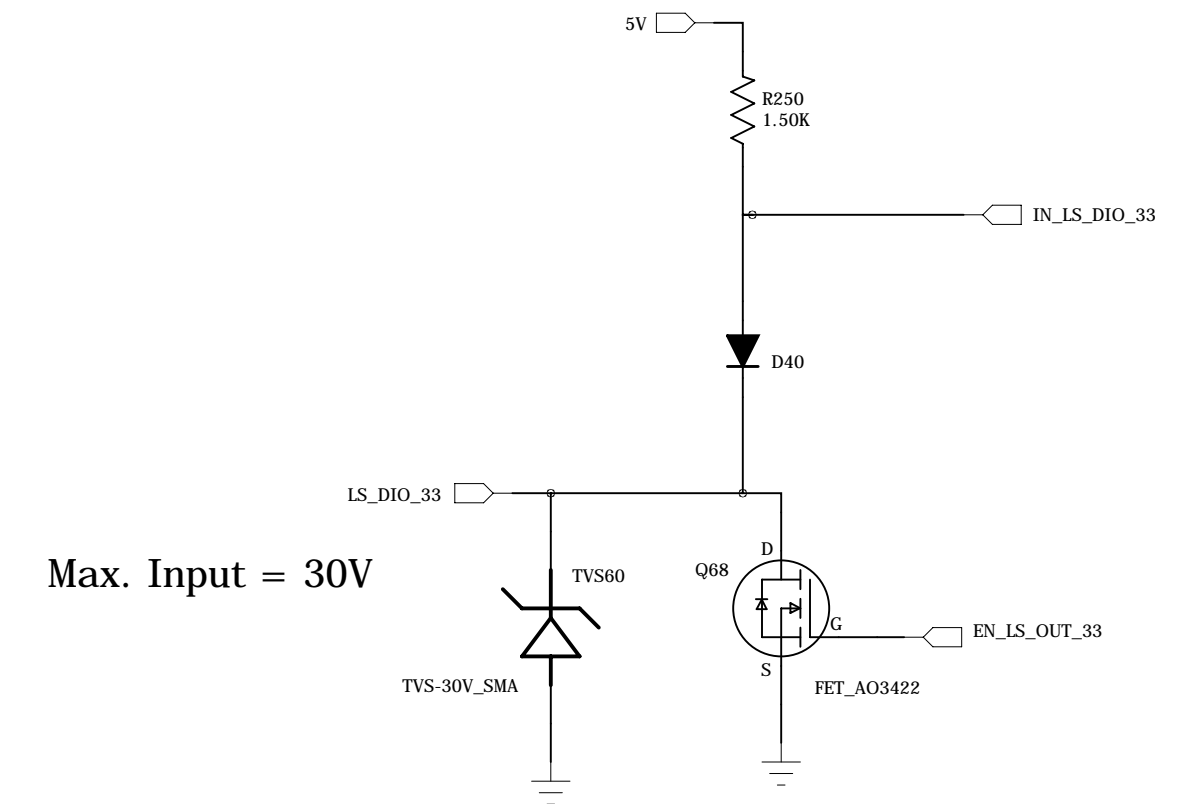 5V
R250
1.50K
IN_LS_DIO_33
D40
LS_DIO_33
D
Max. Input = 30V
TVS60
Q68
G
EN_LS_OUT_33
S
TVS-30V_SMA
FET_AO3422